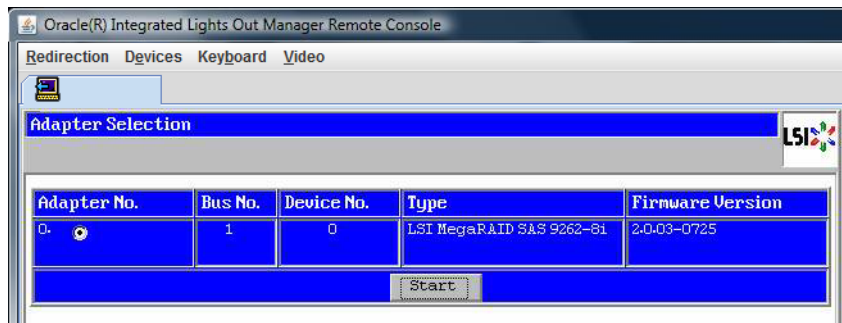 Oracle(R) Integrated Lights Out Manager Remote Console
Redirection Devices Keyboard Video
Adapter Selection
LSI
Adapter No. Bus No. Device No. Type Firmware Version
0. 1 0 LSI MegaRAID SAS 9262-8i 2.0.03-0725
Start